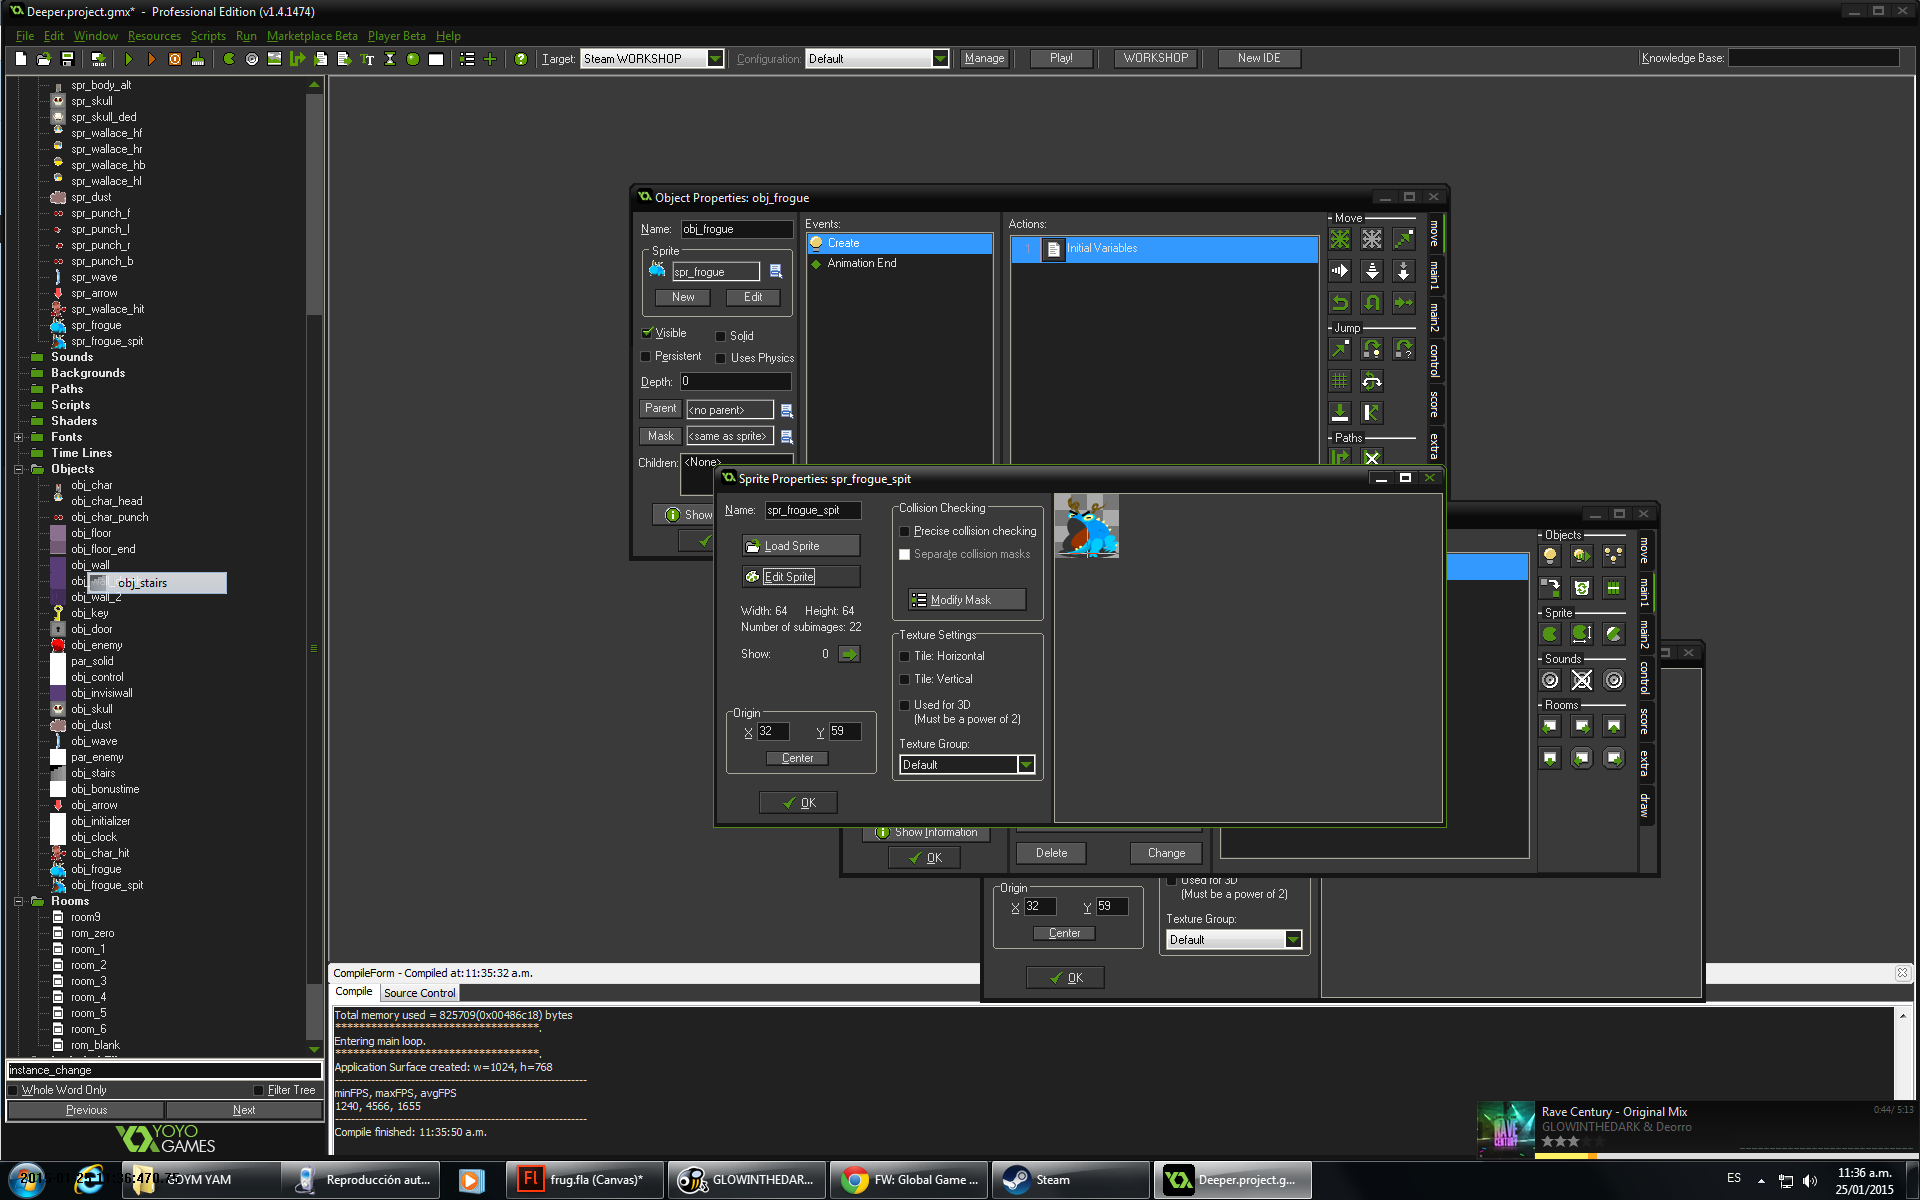 Deeper.project.gmx* - Professional Edition (v1.4.1474)
File Edit Window Resources Scripts Run Marketplace Beta Player Beta Help
Target: Steam WORKSHOP Configuration: Default Manage Play! WORKSHOP New IDE Knowledge Base:
spr_body_alt
spr_skull
spr_skull_ded
spr_wallace_hf
spr_wallace_hr
spr_wallace_hb
spr_wallace_hl
spr_dust
spr_punch_f
spr_punch_l
spr_punch_r
spr_punch_b
spr_wave
spr_arrow
spr_wallace_hit
spr_frogue
spr_frogue_spit
Sounds
Backgrounds
Paths
Scripts
Shaders
Fonts
Time Lines
Objects
obj_char
obj_char_head
obj_char_punch
obj_floor
obj_floor_end
obj_wall
obj_stairs
obj_wall_2
obj_key
obj_door
obj_enemy
par_solid
obj_control
obj_invisiwall
obj_skull
obj_dust
obj_wave
par_enemy
obj_stairs
obj_bonustime
obj_arrow
obj_initializer
obj_clock
obj_char_hit
obj_frogue
obj_frogue_spit
Rooms
room9
rom_zero
room_1
room_2
room_3
room_4
room_5
room_6
rom_blank
instance_change
Whole Word Only Filter Tree
Previous Next
YOYO
GAMES
Object Properties: obj_frogue
Name: obj_frogue
Sprite
spr_frogue
New Edit
Visible Solid
Persistent Uses Physics
Depth: 0
Parent <no parent>
Mask <same as sprite>
Children: <None>
Show
Events:
Create
Animation End
Actions:
1 Initial Variables
Move
Jump
Paths
move
main1
main2
control
score
extra
Sprite Properties: spr_frogue_spit
Name: spr_frogue_spit
Load Sprite
Edit Sprite
Width: 64 Height: 64
Number of subimages: 22
Show: 0
Origin
X 32 Y 59
Center
OK
Collision Checking
Precise collision checking
Separate collision masks
Modify Mask
Texture Settings
Tile: Horizontal
Tile: Vertical
Used for 3D
(Must be a power of 2)
Texture Group:
Default
Objects
Sprite
Sounds
Rooms
move
main1
main2
control
score
extra
draw
Show Information
OK
Delete Change
Origin
X 32 Y 59
Center
OK
Used for 3D
(Must be a power of 2)
Texture Group:
Default
CompileForm - Compiled at:11:35:32 a.m.
Compile Source Control
Total memory used = 825709(0x00486c18) bytes
**********************************.
Entering main loop.
**********************************.
Application Surface created: w=1024, h=768
minFPS, maxFPS, avgFPS
1240, 4566, 1655
Compile finished: 11:35:50 a.m.
RAVE
CENTURY
Rave Century - Original Mix
GLOWINTHEDARK & Deorro
0:44/ 5:13
GOYM YAM
Reproducción aut...
frug.fla (Canvas)*
GLOWINTHEDAR...
FW: Global Game ...
Steam
Deeper.project.g...
ES
11:36 a.m.
25/01/2015